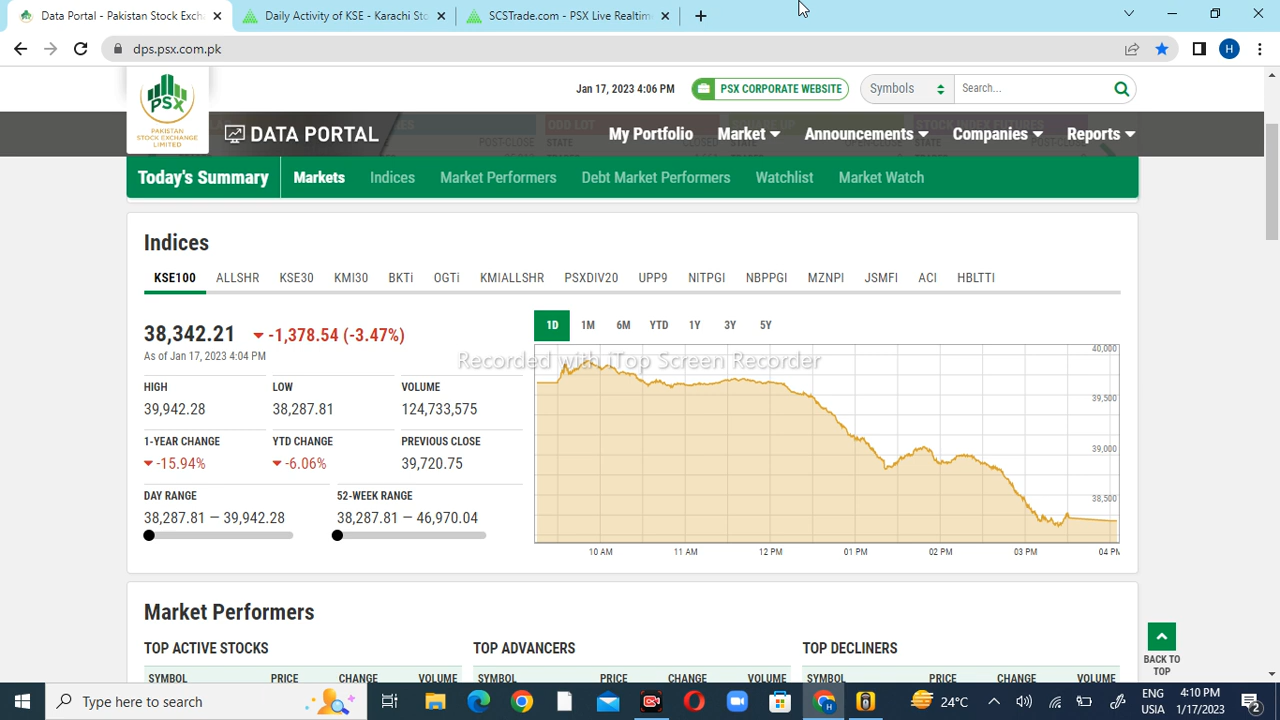 Data Portal - Pakistan Stock Exch
Daily Activity of KSE - Karachi Sto
SCSTrade.com - PSX Live Realtim
dps.psx.com.pk
H
PSX
PAKISTAN
STOCK EXCHANGE
LIMITED
Jan 17, 2023 4:06 PM
PSX CORPORATE WEBSITE
Symbols
Search...
DATA PORTAL
My Portfolio
Market
Announcements
Companies
Reports
Today's Summary
Markets
Indices
Market Performers
Debt Market Performers
Watchlist
Market Watch
Indices
KSE100 ALLSHR KSE30 KMI30 BKTi OGTi KMIALLSHR PSXDIV20 UPP9 NITPGI NBPPGI MZNPI JSMFI ACI HBLTTI
38,342.21 -1,378.54 (-3.47%)
As of Jan 17, 2023 4:04 PM
HIGH LOW VOLUME
39,942.28 38,287.81 124,733,575
1-YEAR CHANGE YTD CHANGE PREVIOUS CLOSE
-15.94% -6.06% 39,720.75
DAY RANGE 52-WEEK RANGE
38,287.81 — 39,942.28 38,287.81 — 46,970.04
1D 1M 6M YTD 1Y 3Y 5Y
Recorded with iTop Screen Recorder
40,000
39,500
39,000
38,500
10 AM 11 AM 12 PM 01 PM 02 PM 03 PM 04 PM
Market Performers
TOP ACTIVE STOCKS
TOP ADVANCERS
TOP DECLINERS
SYMBOL PRICE CHANGE VOLUME
SYMBOL PRICE CHANGE VOLUME
SYMBOL PRICE CHANGE VOLUME
BACK TO
TOP
Type here to search
24°C
ENG
USIA
4:10 PM
1/17/2023
2